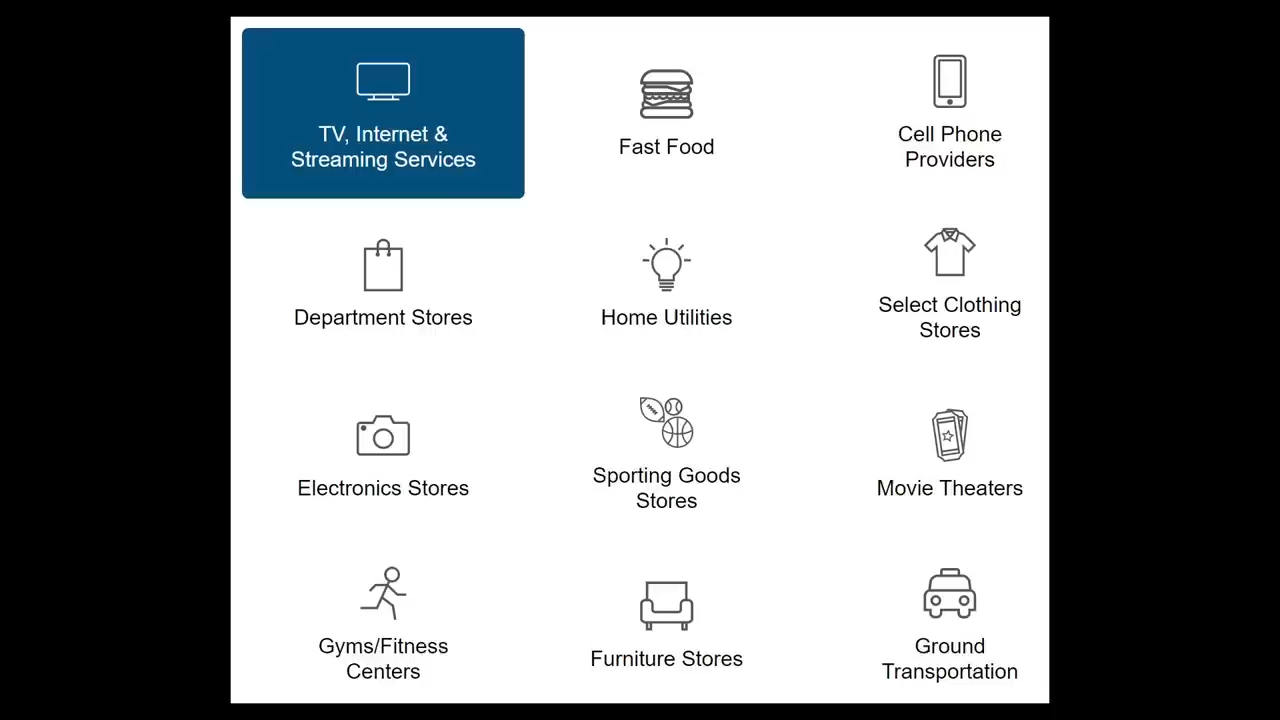 TV, Internet &
Streaming Services
Fast Food
Cell Phone
Providers
Department Stores
Home Utilities
Select Clothing
Stores
Electronics Stores
Sporting Goods
Stores
Movie Theaters
Gyms/Fitness
Centers
Furniture Stores
Ground
Transportation